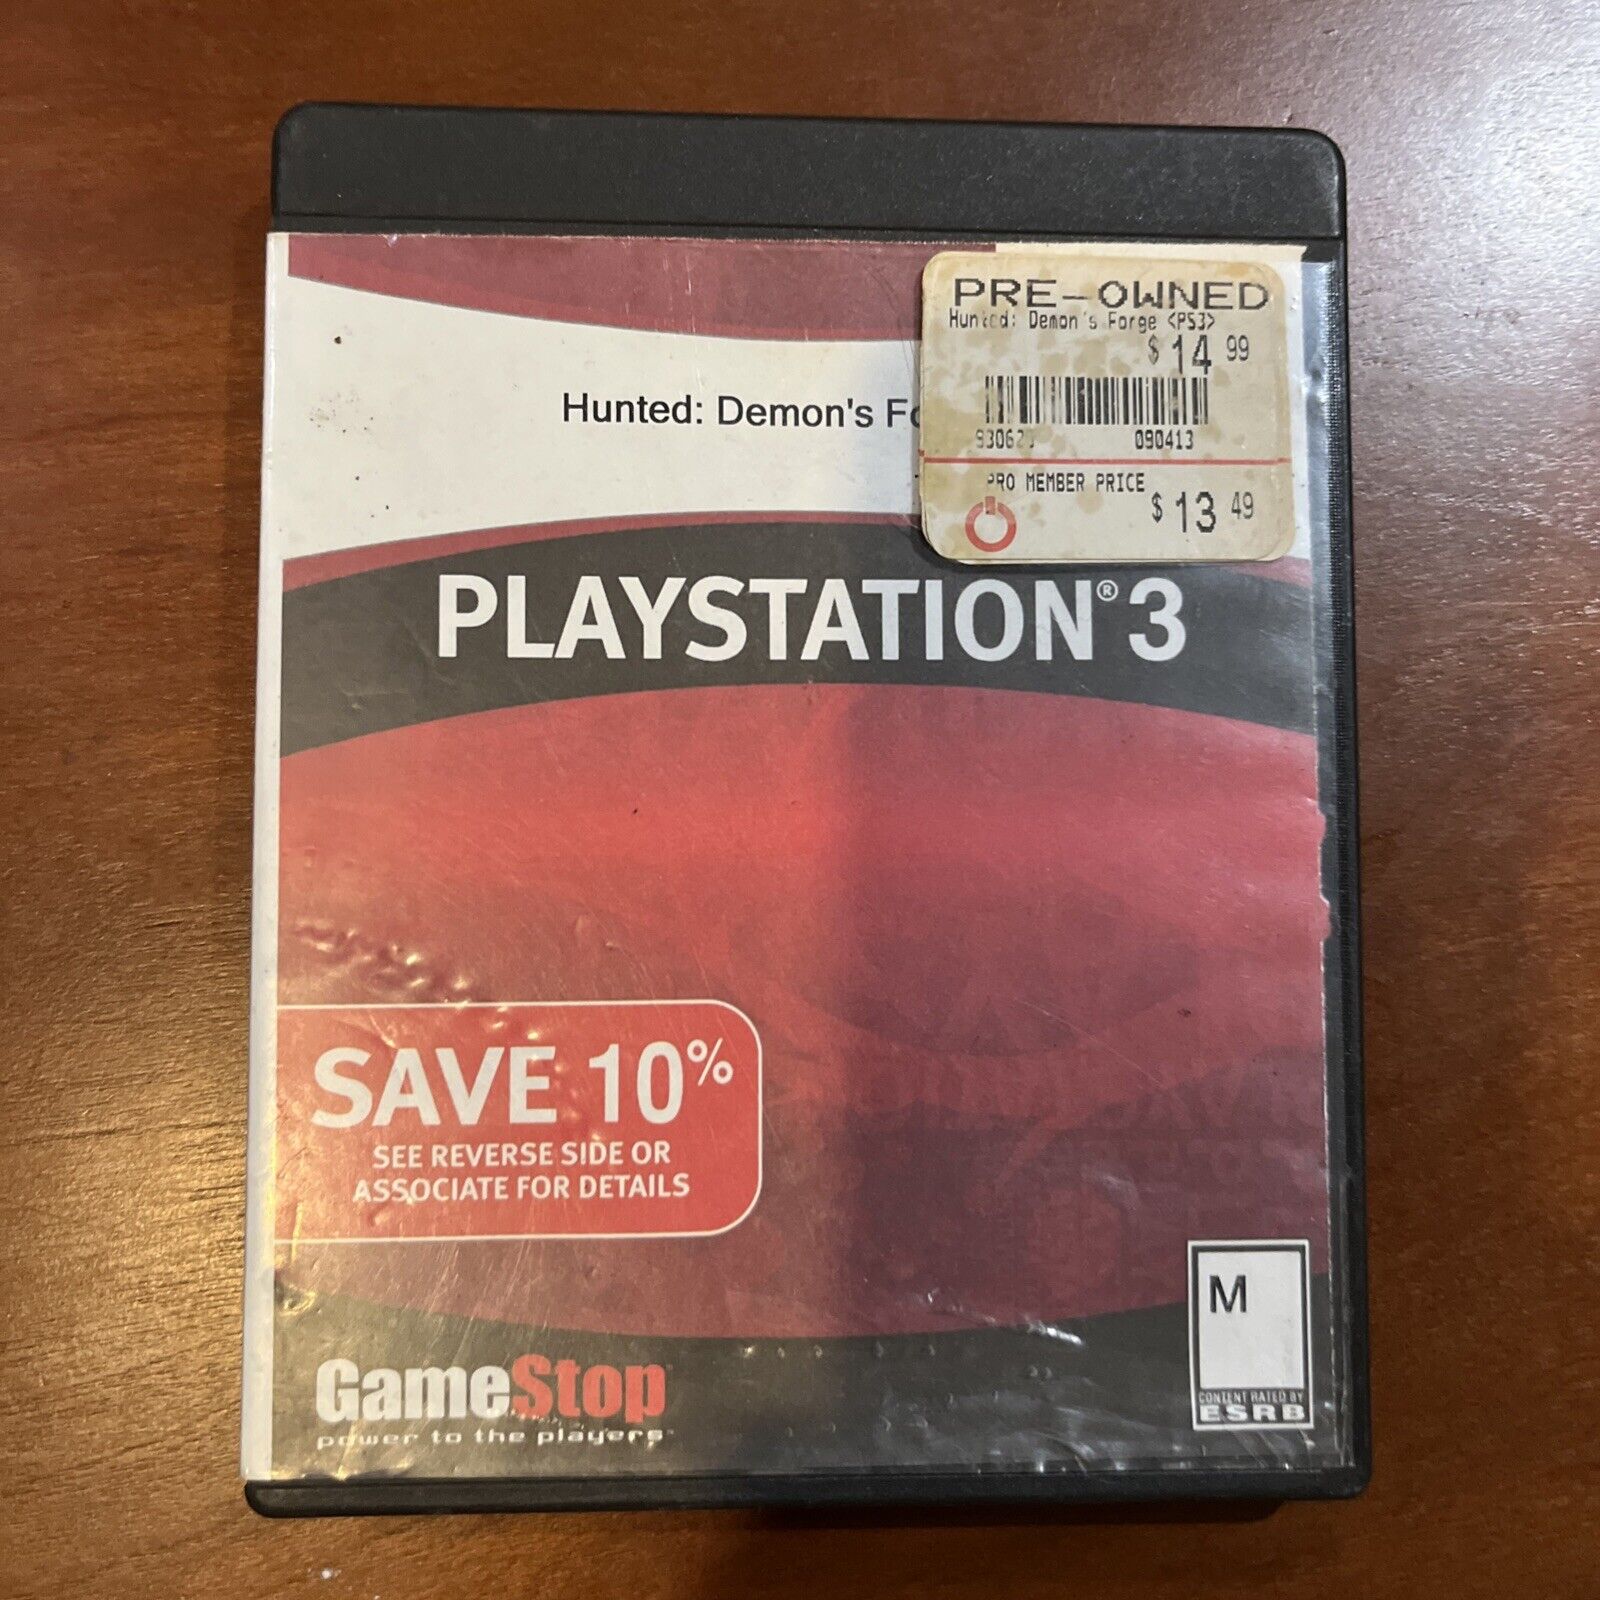 PRE-OWNED
Hunted: Demon's Forge <PS3>
$ 14 99
090413
PRO MEMBER PRICE
$ 13 49
Hunted: Demon's Fo
PLAYSTATION® 3
SAVE 10%
SEE REVERSE SIDE OR
ASSOCIATE FOR DETAILS
M
CONTENT RATED BY
ESRB
GameStop
power to the players